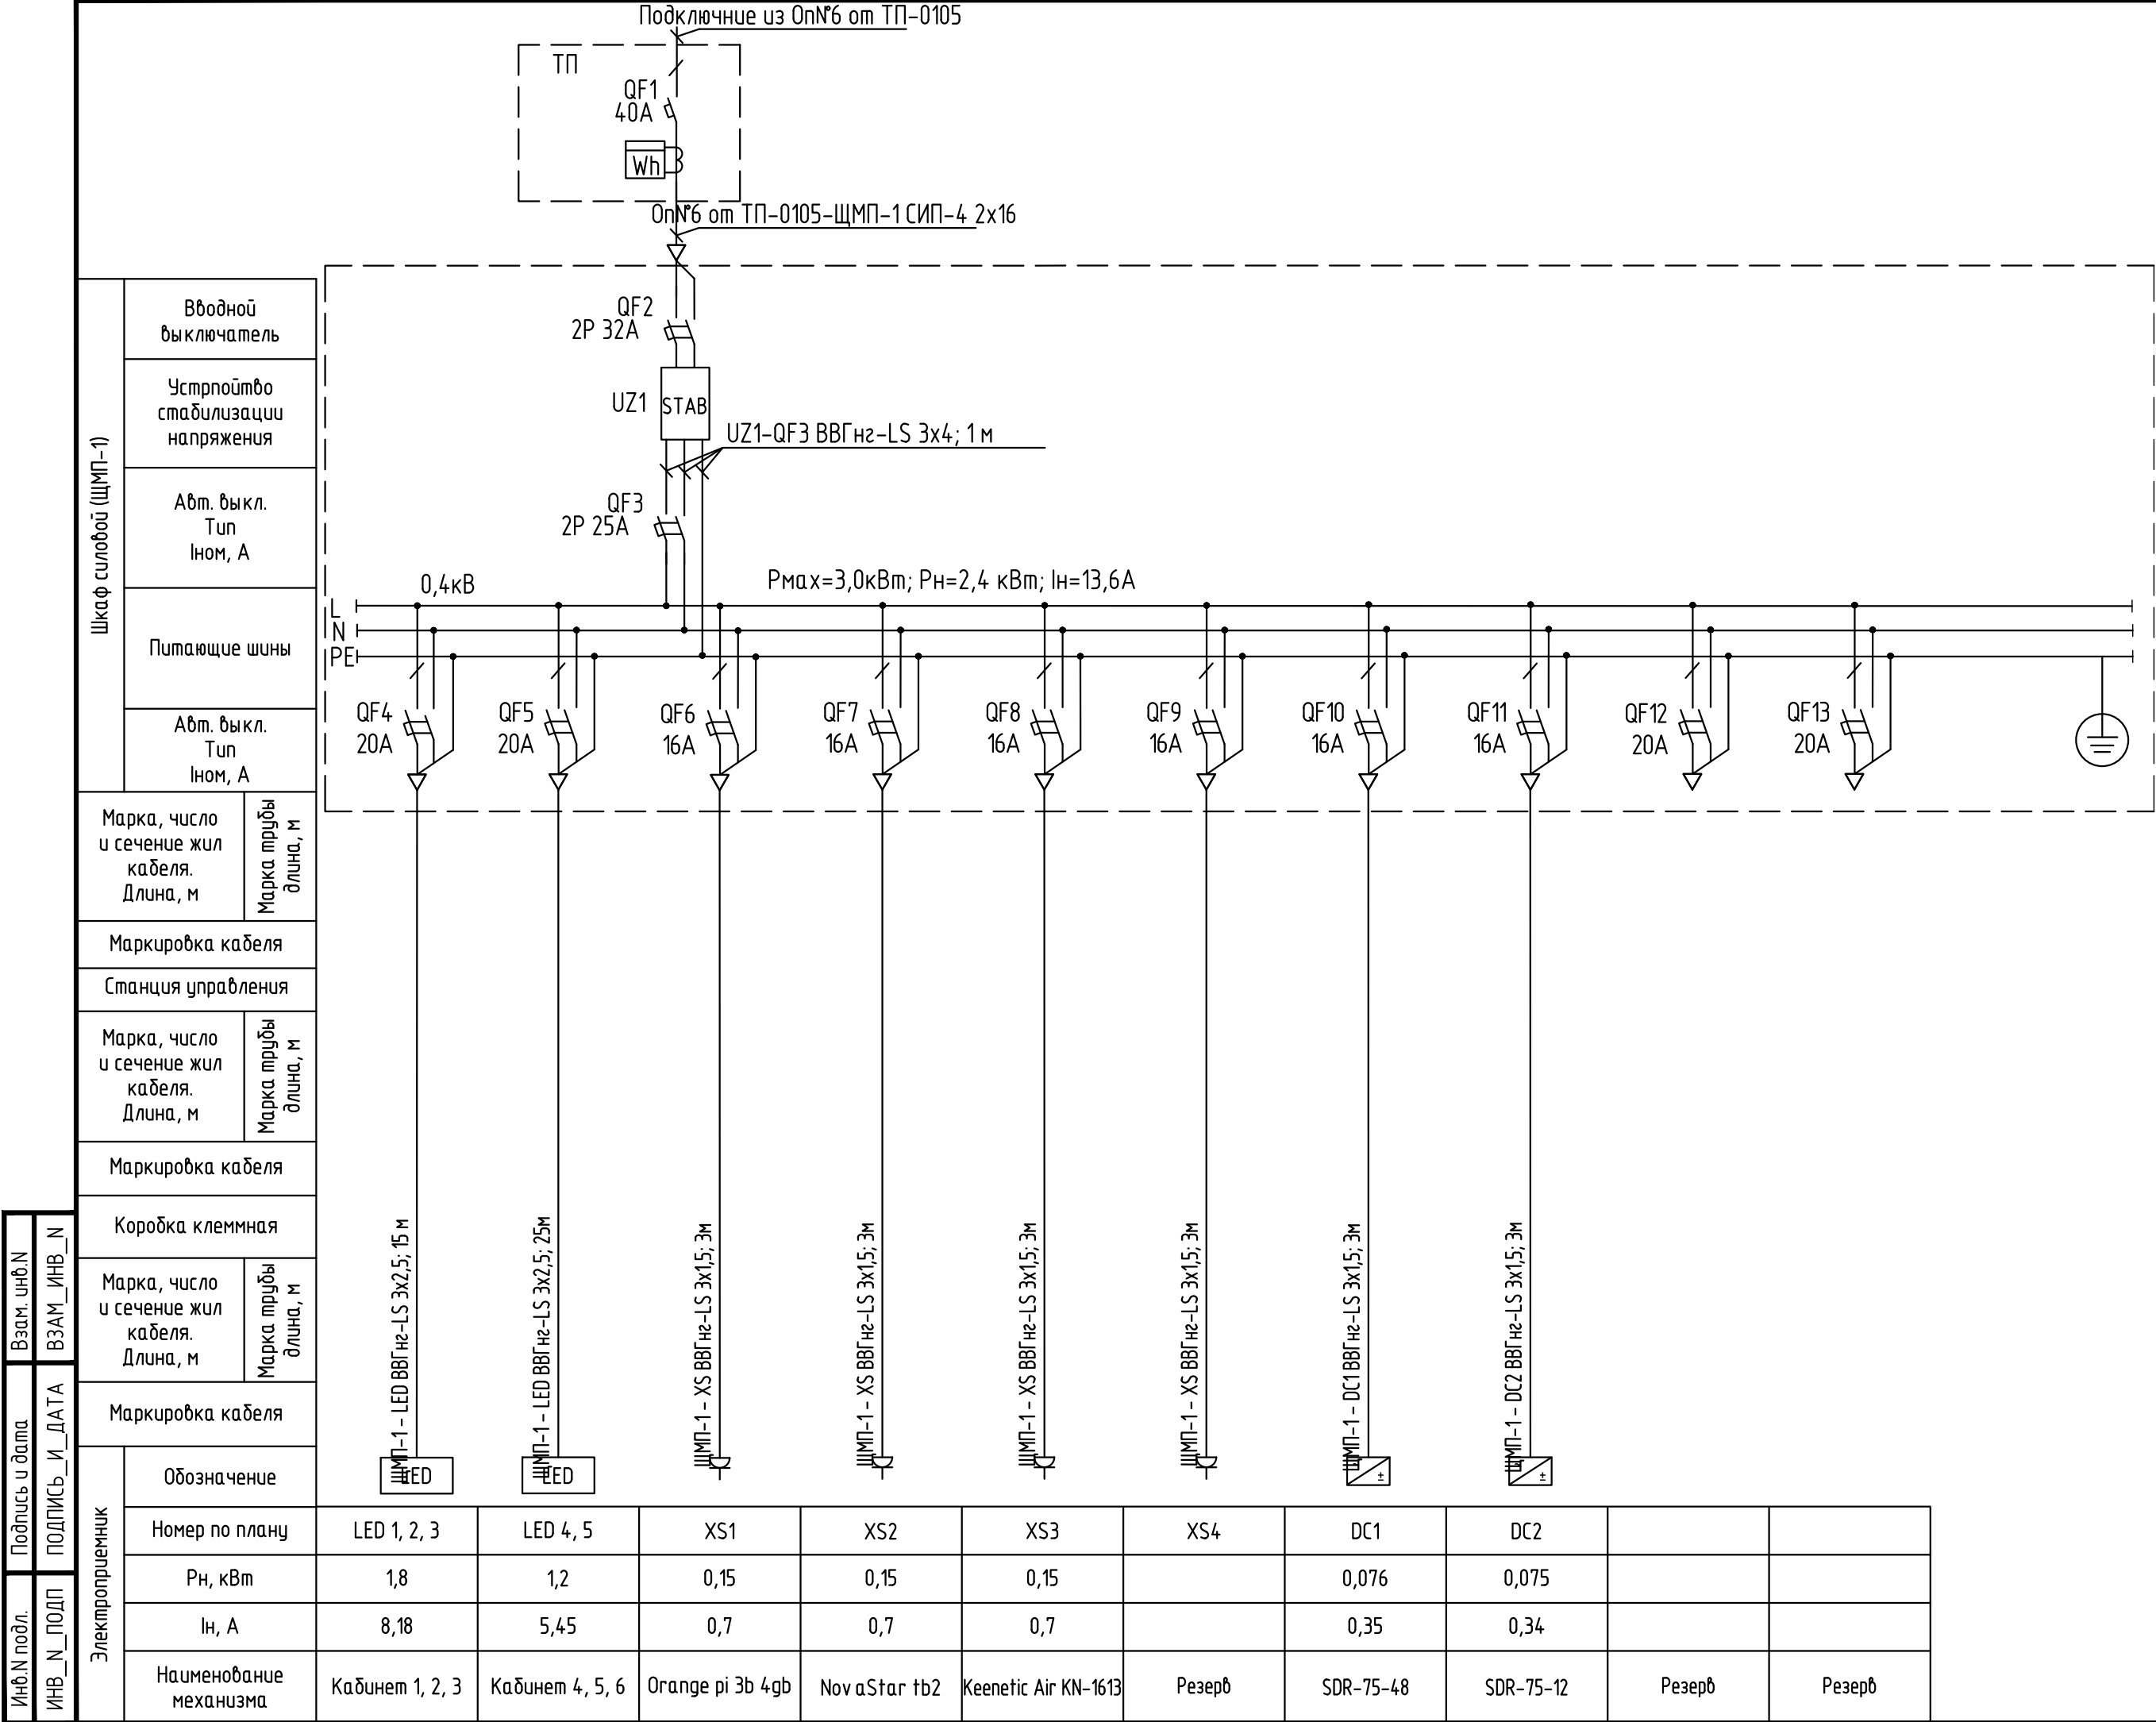 Подключние из Оп№6 от ТП-0105
ТП
QF1
40А
Wh
Оп№6 от ТП-0105-ЩМП-1 СИП-4 2х16
Шкаф силовой (ЩМП-1)
Вводной
выключатель
QF2
2P 32А
Устрпойтво
стабилизации
напряжения
UZ1
STAB
UZ1-QF3 ВВГнг-LS 3х4; 1 м
Авт. выкл.
Тип
Iном, А
QF3
2P 25А
0,4кВ
Рмах=3,0кВт; Рн=2,4 кВт; Iн=13,6А
Питающие шины
L
N
PE
Авт. выкл.
Тип
Iном, А
QF4
20А
QF5
20А
QF6
16А
QF7
16А
QF8
16А
QF9
16А
QF10
16А
QF11
16А
QF12
20А
QF13
20А
Марка, число
и сечение жил
кабеля.
Длина, м
Марка трубы
длина, м
Маркировка кабеля
Станция управления
Марка, число
и сечение жил
кабеля.
Длина, м
Марка трубы
длина, м
Маркировка кабеля
Коробка клеммная
Марка, число
и сечение жил
кабеля.
Длина, м
Марка трубы
длина, м
Маркировка кабеля
ЩМП-1 - LED ВВГнг-LS 3х2,5; 15 м
ЩМП-1 - LED ВВГнг-LS 3х2,5; 25м
ЩМП-1 - XS ВВГнг-LS 3х1,5; 3м
ЩМП-1 - XS ВВГнг-LS 3х1,5; 3м
ЩМП-1 - XS ВВГнг-LS 3х1,5; 3м
ЩМП-1 - XS ВВГнг-LS 3х1,5; 3м
ЩМП-1 - DC1 ВВГнг-LS 3х1,5; 3м
ЩМП-1 - DC2 ВВГнг-LS 3х1,5; 3м
Электроприемник
Обозначение
LED
LED
±
±
Номер по плану
LED 1, 2, 3
LED 4, 5
XS1
XS2
XS3
XS4
DC1
DC2
Рн, кВт
1,8
1,2
0,15
0,15
0,15
0,076
0,075
Iн, А
8,18
5,45
0,7
0,7
0,7
0,35
0,34
Наименование
механизма
Кабинет 1, 2, 3
Кабинет 4, 5, 6
Orange pi 3b 4gb
NovaStar tb2
Keenetic Air KN-1613
Резерв
SDR-75-48
SDR-75-12
Резерв
Резерв
Взам. инв.N
ВЗАМ_ИНВ_N
Подпись и дата
ПОДПИСЬ_И_ДАТА
Инв.N подл.
ИНВ_N_ПОДП